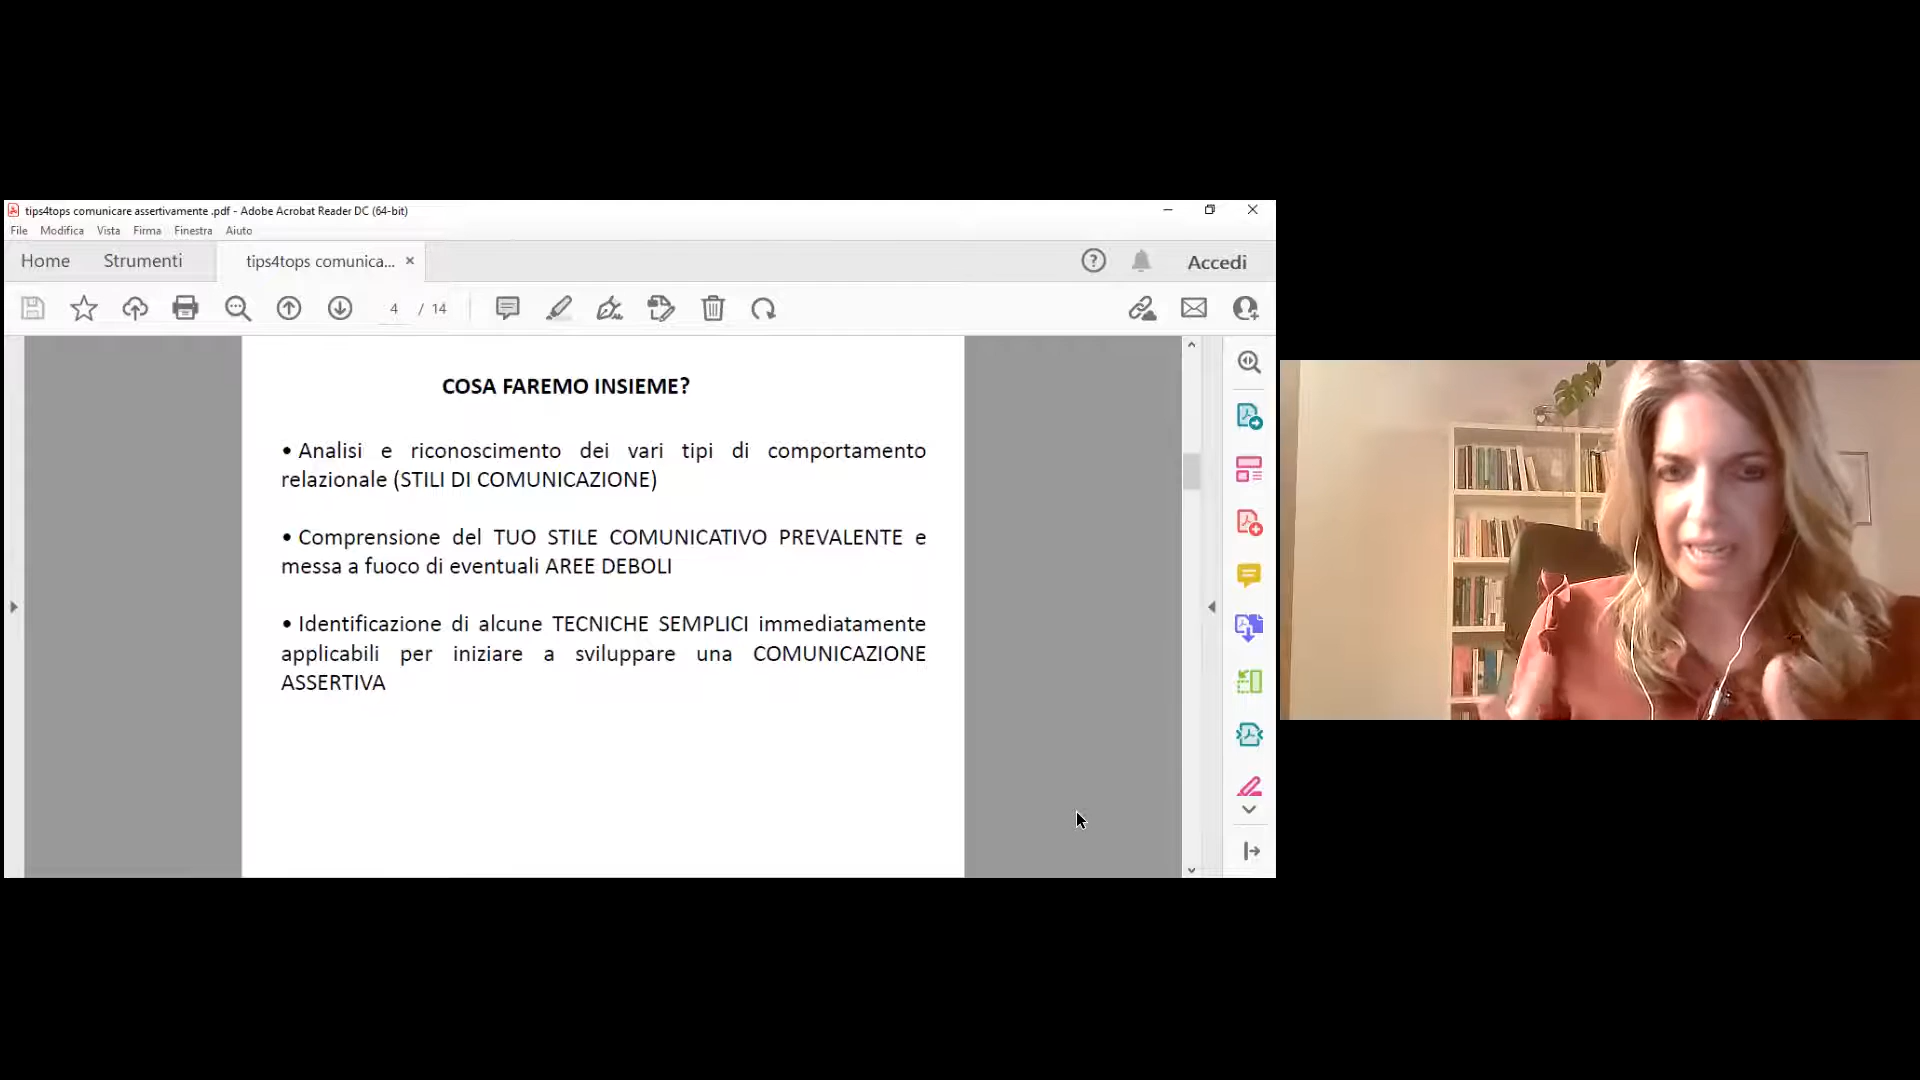 tips4tops comunicare assertivamente .pdf - Adobe Acrobat Reader DC (64-bit)
File Modifica Vista Firma Finestra Aiuto
Home Strumenti tips4tops comunica... Accedi
4 / 14
COSA FAREMO INSIEME?
• Analisi e riconoscimento dei vari tipi di comportamento
relazionale (STILI DI COMUNICAZIONE)
• Comprensione del TUO STILE COMUNICATIVO PREVALENTE e
messa a fuoco di eventuali AREE DEBOLI
• Identificazione di alcune TECNICHE SEMPLICI immediatamente
applicabili per iniziare a sviluppare una COMUNICAZIONE
ASSERTIVA